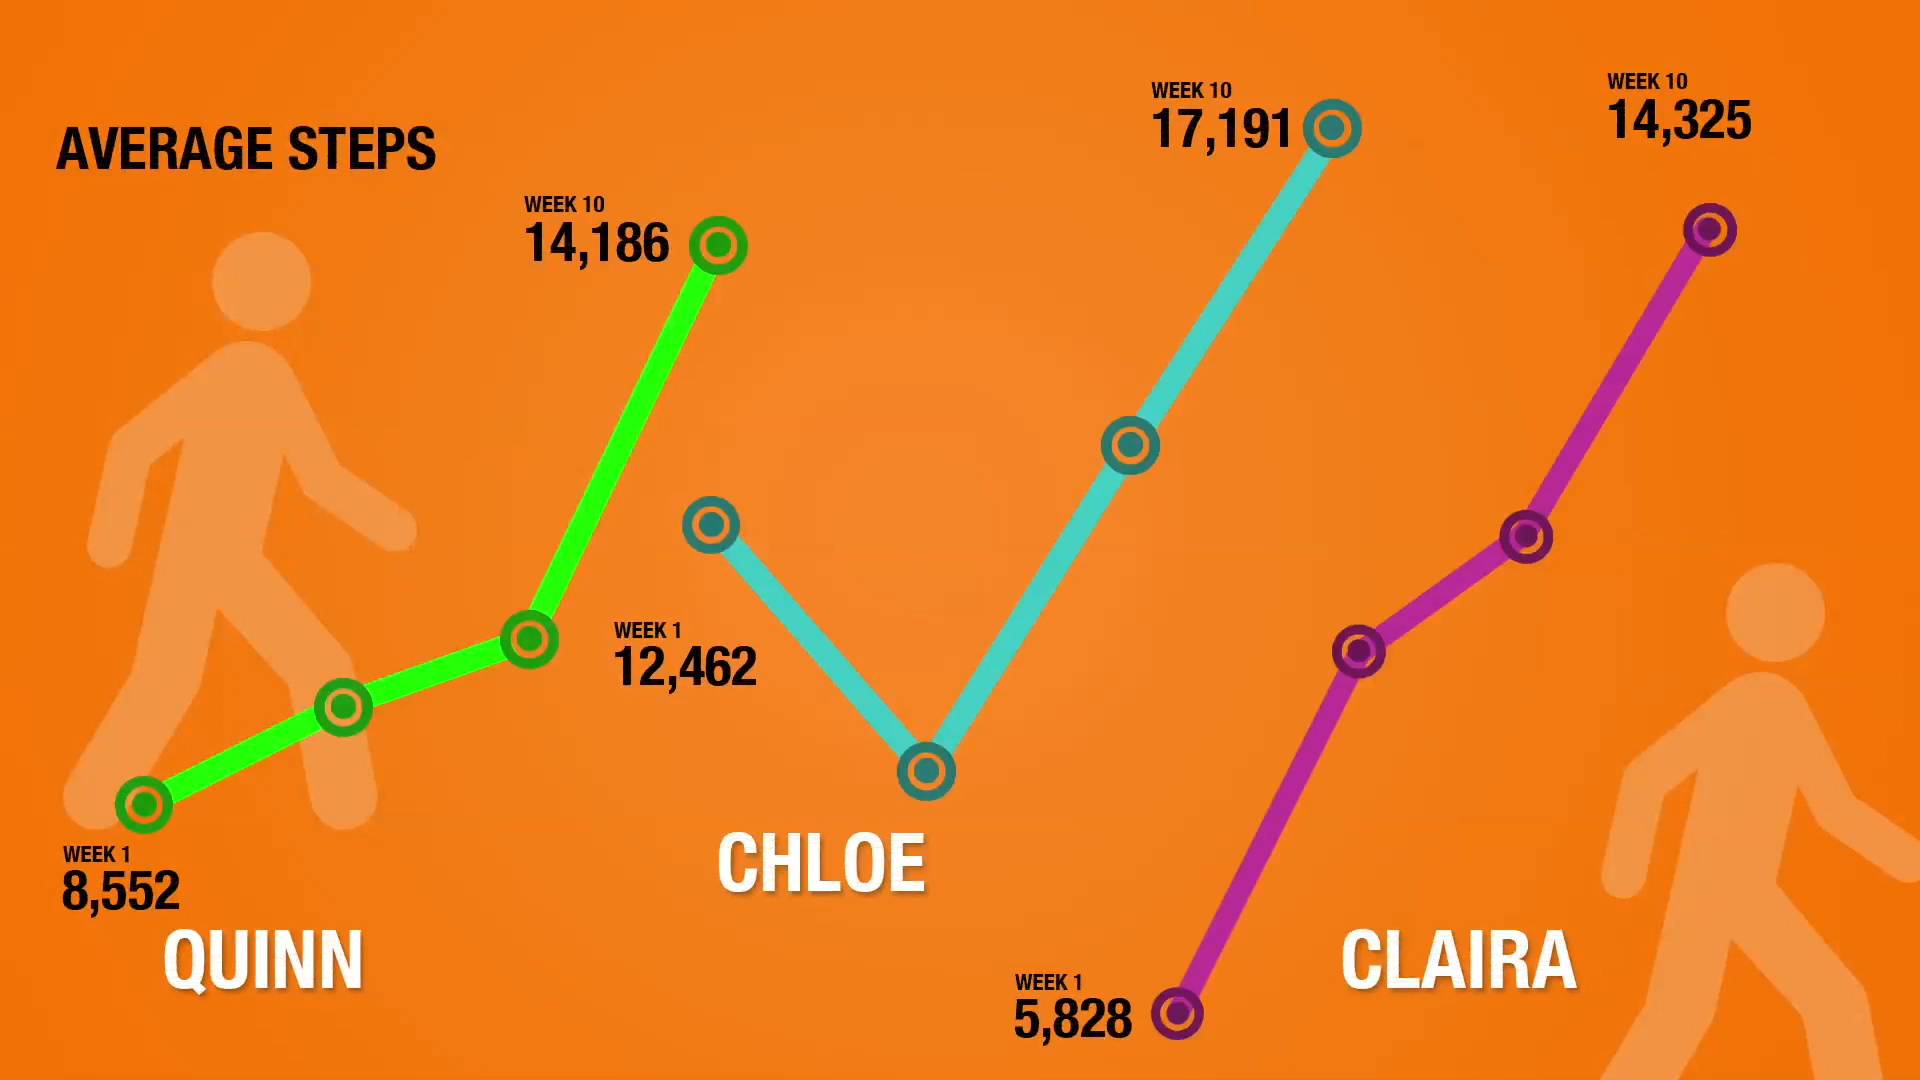 AVERAGE STEPS
WEEK 10
14,186
WEEK 1
8,552
QUINN
WEEK 10
17,191
WEEK 1
12,462
CHLOE
WEEK 10
14,325
WEEK 1
5,828
CLAIRA